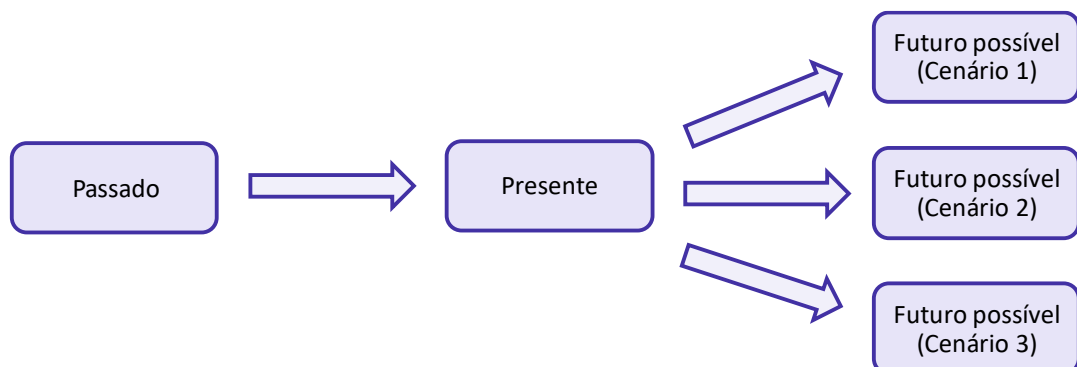 Passado
Presente
Futuro possível
(Cenário 1)
Futuro possível
(Cenário 2)
Futuro possível
(Cenário 3)